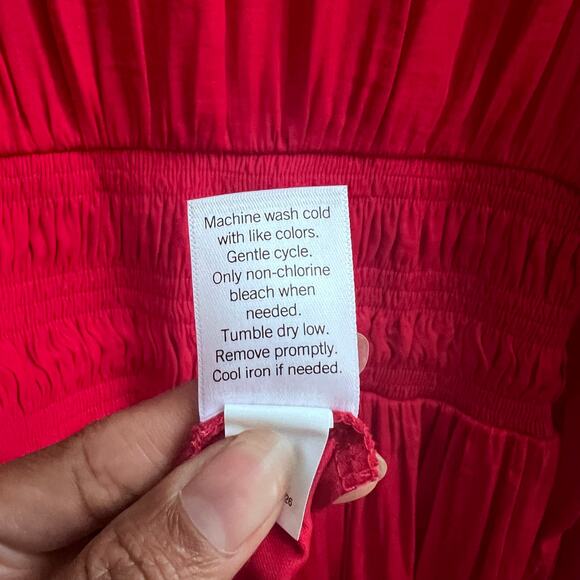 Machine wash cold
with like colors.
Gentle cycle.
Only non-chlorine
bleach when
needed.
Tumble dry low.
Remove promptly.
Cool iron if needed.
26